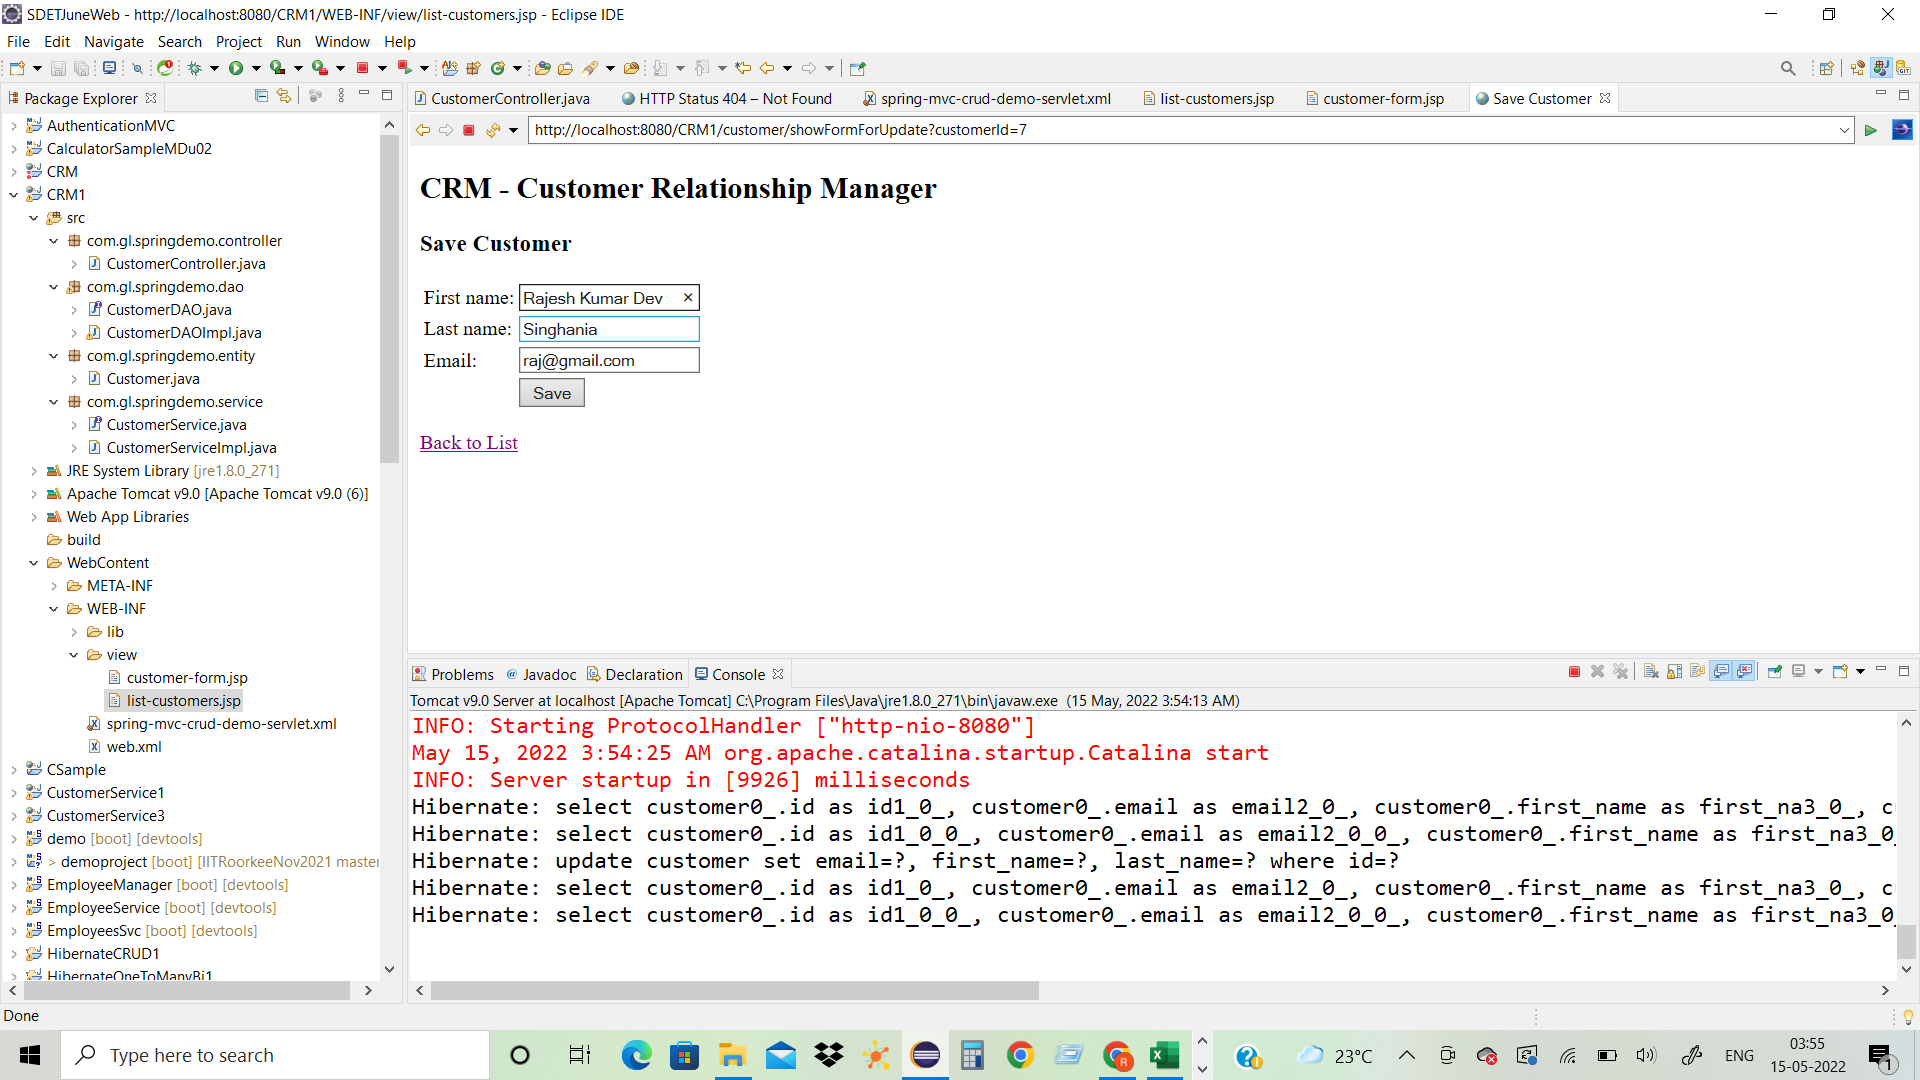 SDETJuneWeb - http://localhost:8080/CRM1/WEB-INF/view/list-customers.jsp - Eclipse IDE
File Edit Navigate Search Project Run Window Help
Package Explorer
AuthenticationMVC
CalculatorSampleMDu02
CRM
CRM1
src
com.gl.springdemo.controller
CustomerController.java
com.gl.springdemo.dao
CustomerDAO.java
CustomerDAOImpl.java
com.gl.springdemo.entity
Customer.java
com.gl.springdemo.service
CustomerService.java
CustomerServiceImpl.java
JRE System Library [jre1.8.0_271]
Apache Tomcat v9.0 [Apache Tomcat v9.0 (6)]
Web App Libraries
build
WebContent
META-INF
WEB-INF
lib
view
customer-form.jsp
list-customers.jsp
spring-mvc-crud-demo-servlet.xml
web.xml
CSample
CustomerService1
CustomerService3
demo [boot] [devtools]
> demoproject [boot] [IITRoorkeeNov2021 master
EmployeeManager [boot] [devtools]
EmployeeService [boot] [devtools]
EmployeesSvc [boot] [devtools]
HibernateCRUD1
HibernateOneToManyBi1
CustomerController.java HTTP Status 404 – Not Found spring-mvc-crud-demo-servlet.xml list-customers.jsp customer-form.jsp Save Customer
http://localhost:8080/CRM1/customer/showFormForUpdate?customerId=7
CRM - Customer Relationship Manager
Save Customer
First name: Rajesh Kumar Dev
Last name: Singhania
Email: raj@gmail.com
Save
Back to List
Problems Javadoc Declaration Console
Tomcat v9.0 Server at localhost [Apache Tomcat] C:\Program Files\Java\jre1.8.0_271\bin\javaw.exe (15 May, 2022 3:54:13 AM)
INFO: Starting ProtocolHandler ["http-nio-8080"]
May 15, 2022 3:54:25 AM org.apache.catalina.startup.Catalina start
INFO: Server startup in [9926] milliseconds
Hibernate: select customer0_.id as id1_0_, customer0_.email as email2_0_, customer0_.first_name as first_na3_0_, c
Hibernate: select customer0_.id as id1_0_0_, customer0_.email as email2_0_0_, customer0_.first_name as first_na3_0
Hibernate: update customer set email=?, first_name=?, last_name=? where id=?
Hibernate: select customer0_.id as id1_0_, customer0_.email as email2_0_, customer0_.first_name as first_na3_0_, c
Hibernate: select customer0_.id as id1_0_0_, customer0_.email as email2_0_0_, customer0_.first_name as first_na3_0
Done
Type here to search
23°C
ENG
03:55
15-05-2022
1